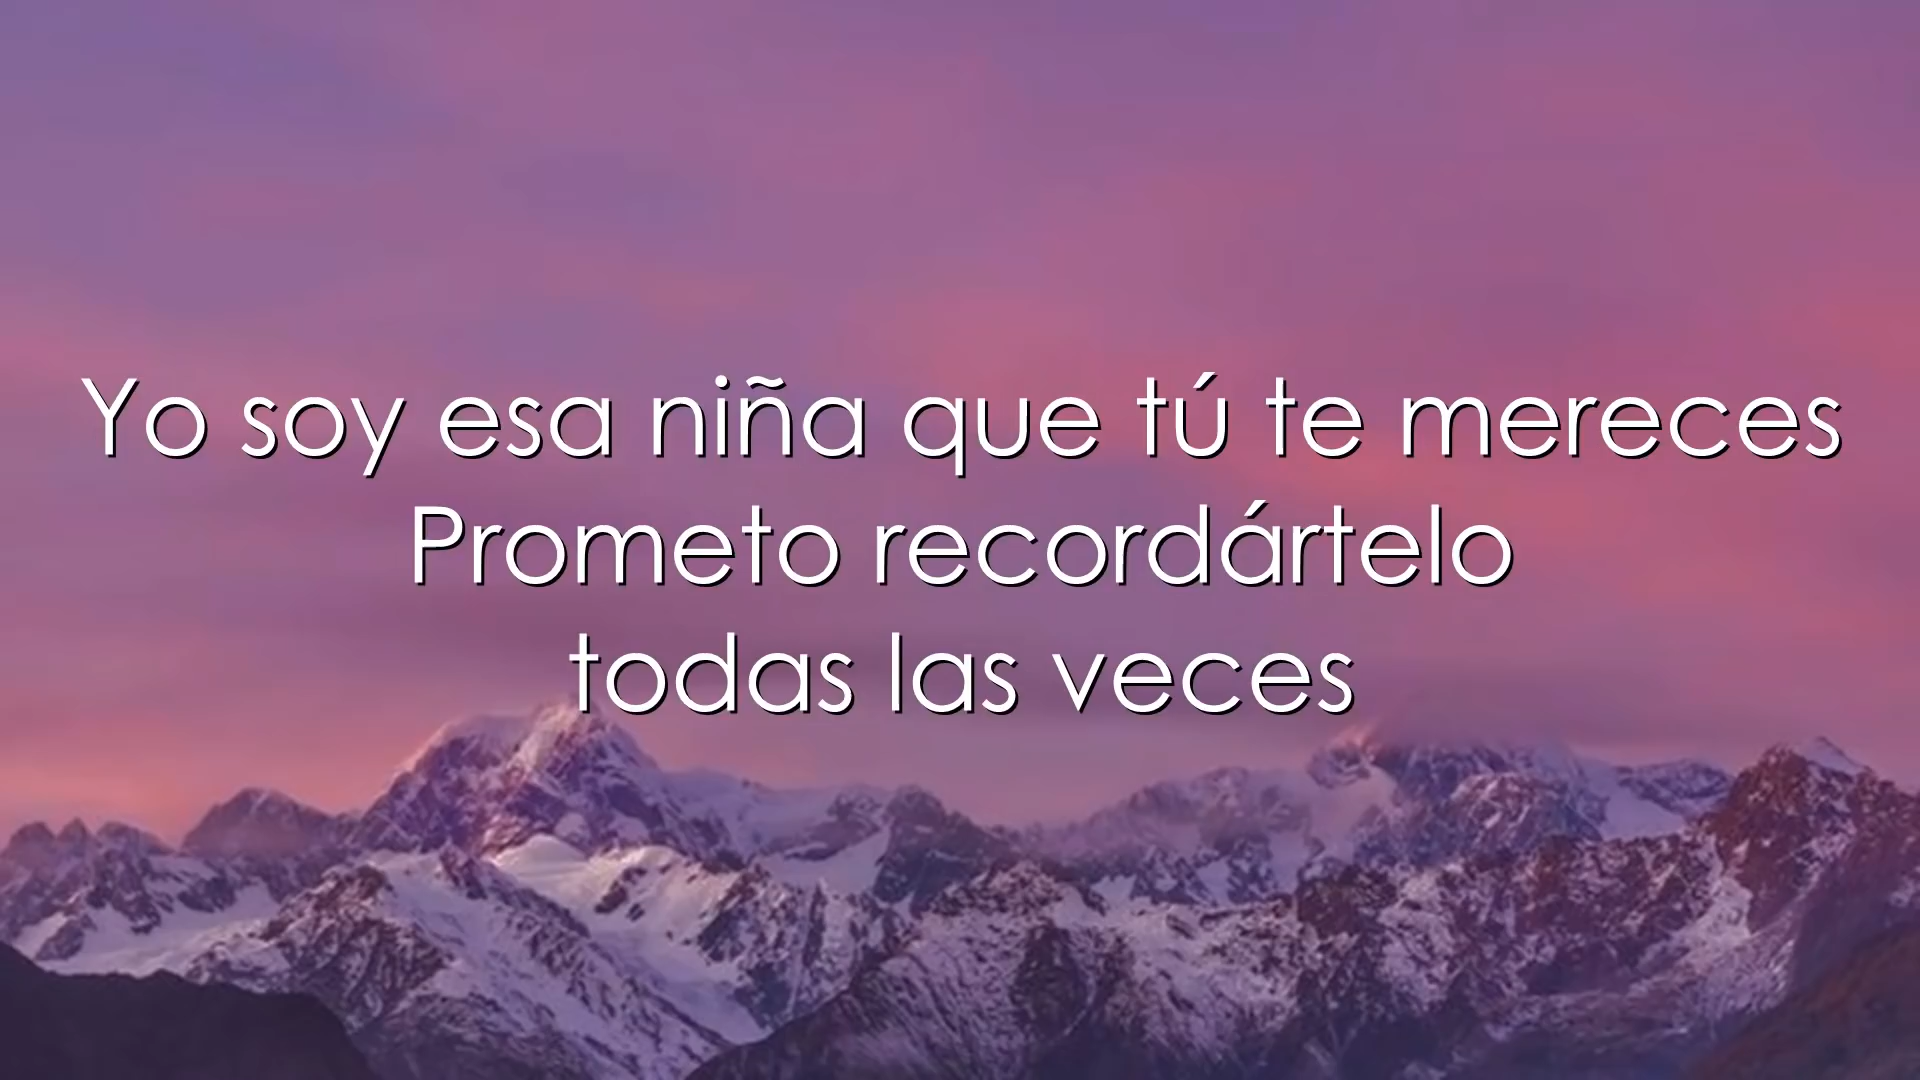 Yo soy esa niña que tú te mereces
Prometo recordártelo
todas las veces